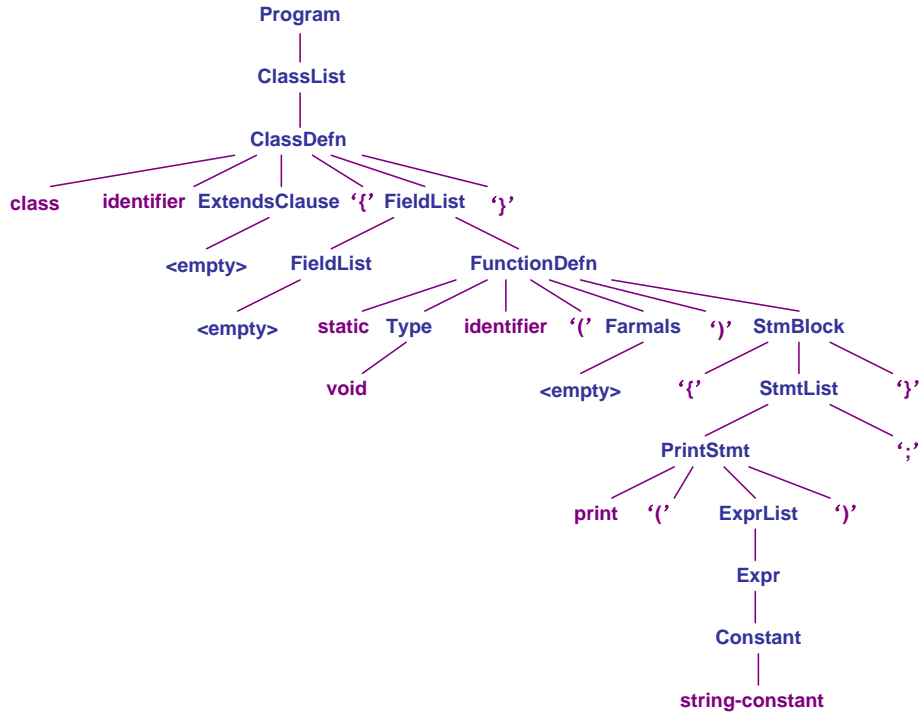 Program
ClassList
ClassDefn
class identifier ExtendsClause ‘{’ FieldList ‘}’
<empty> FieldList FunctionDefn
<empty> static Type identifier ‘(’ Farmals ‘)’ StmBlock
void <empty> ‘{’ StmtList ‘}’
PrintStmt ‘;’
print ‘(’ ExprList ‘)’
Expr
Constant
string-constant